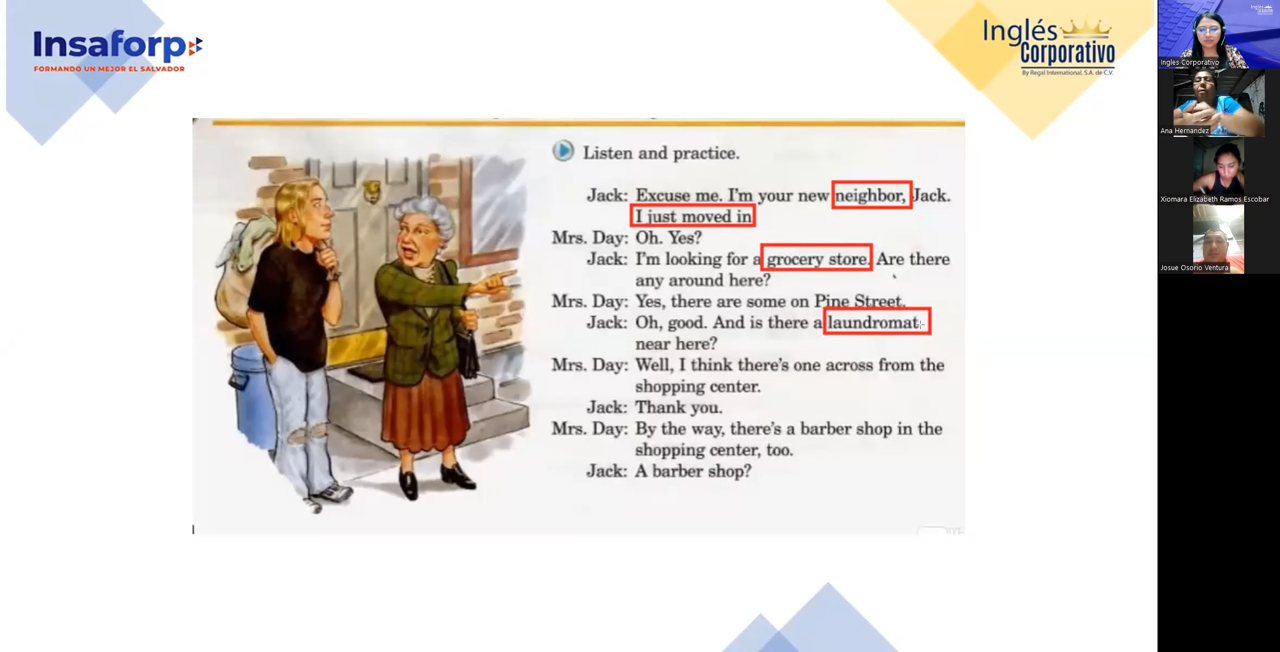 Insaforp
FORMANDO UN MEJOR EL SALVADOR
Inglés
Corporativo
By Regal International, S.A. de C.V.
Listen and practice.
Jack: Excuse me. I'm your new neighbor, Jack.
I just moved in
Mrs. Day: Oh. Yes?
Jack: I'm looking for a grocery store. Are there
any around here?
Mrs. Day: Yes, there are some on Pine Street.
Jack: Oh, good. And is there a laundromat
near here?
Mrs. Day: Well, I think there's one across from the
shopping center.
Jack: Thank you.
Mrs. Day: By the way, there's a barber shop in the
shopping center, too.
Jack: A barber shop?
Ingles Corporativo
Ana Hernandez
Xiomara Elizabeth Ramos Escobar
Josue Osorio Ventura